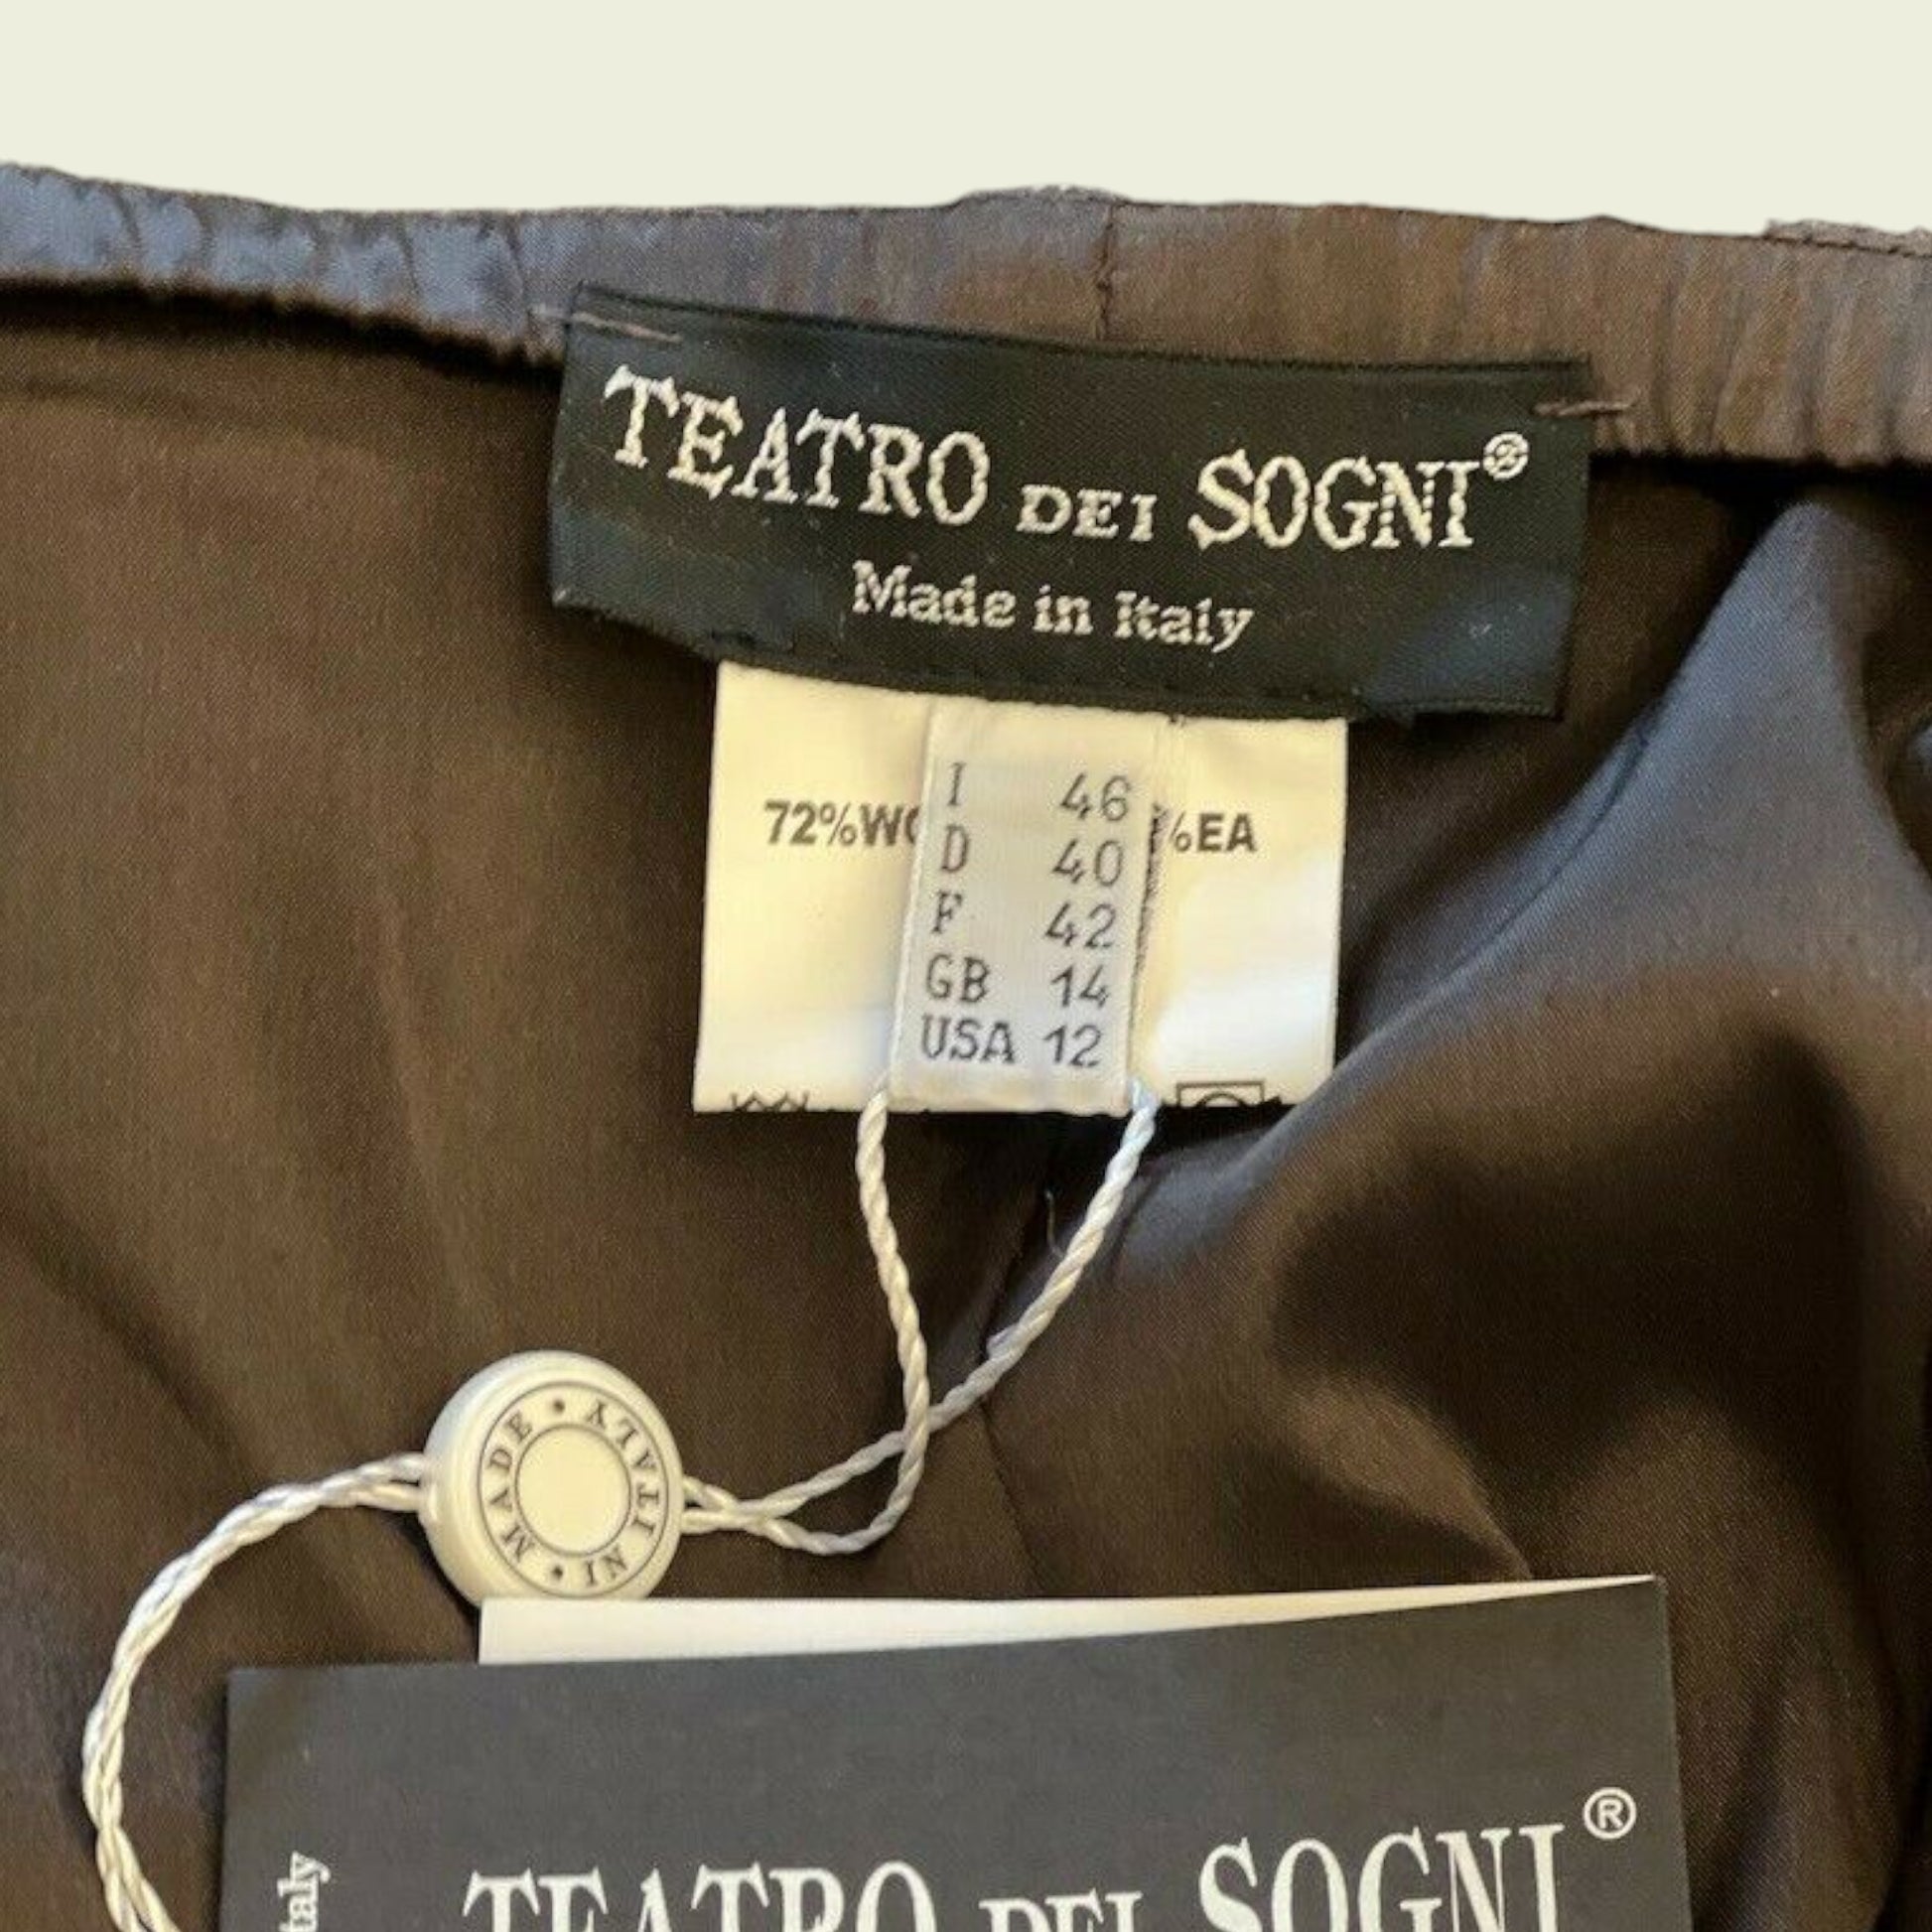 TEATRO DEI SOGNI®
Made in Italy
72% %EA
I 46
D 40
F 42
GB 14
USA 12
MADE • IN ITALY •
Italy
TEATRO DEI SOGNI®